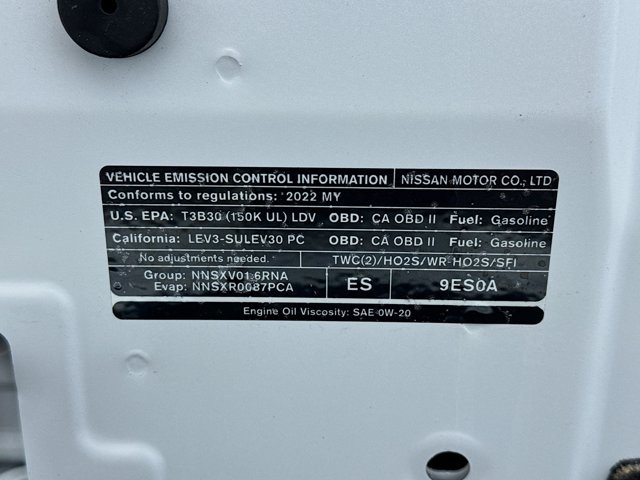 VEHICLE EMISSION CONTROL INFORMATION NISSAN MOTOR CO., LTD
Conforms to regulations: 2022 MY
U.S. EPA: T3B30 (150K UL) LDV OBD: CA OBD II Fuel: Gasoline
California: LEV3-SULEV30 PC OBD: CA OBD II Fuel: Gasoline
No adjustments needed. TWC(2)/HO2S/WR-HO2S/SFI
Group: NNSXV01.6RNA
Evap: NNSXR0087PCA
ES 9ES0A
Engine Oil Viscosity: SAE 0W-20